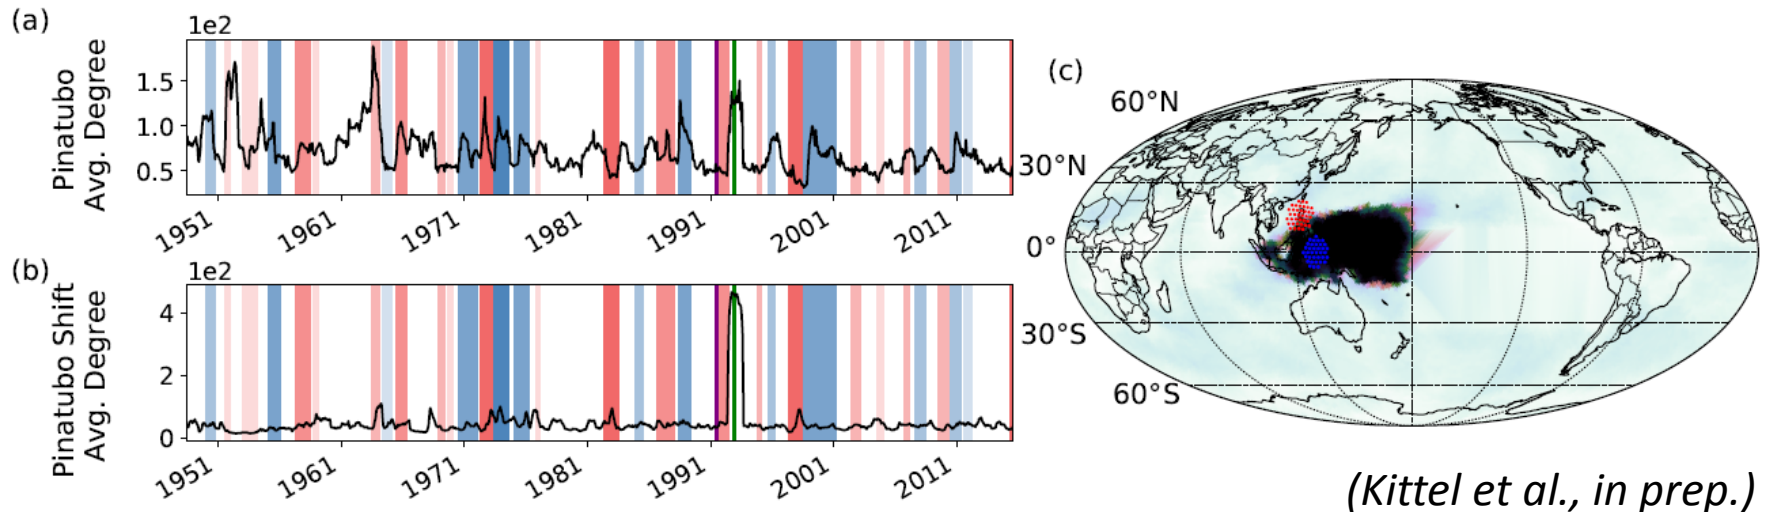 (a)
1e2
Pinatubo
Avg. Degree
1.5
1.0
0.5
1951
1961
1971
1981
1991
2001
2011
(b)
1e2
Pinatubo Shift
Avg. Degree
4
2
0
1951
1961
1971
1981
1991
2001
2011
(c)
60°N
30°N
0°
30°S
60°S
(Kittel et al., in prep.)